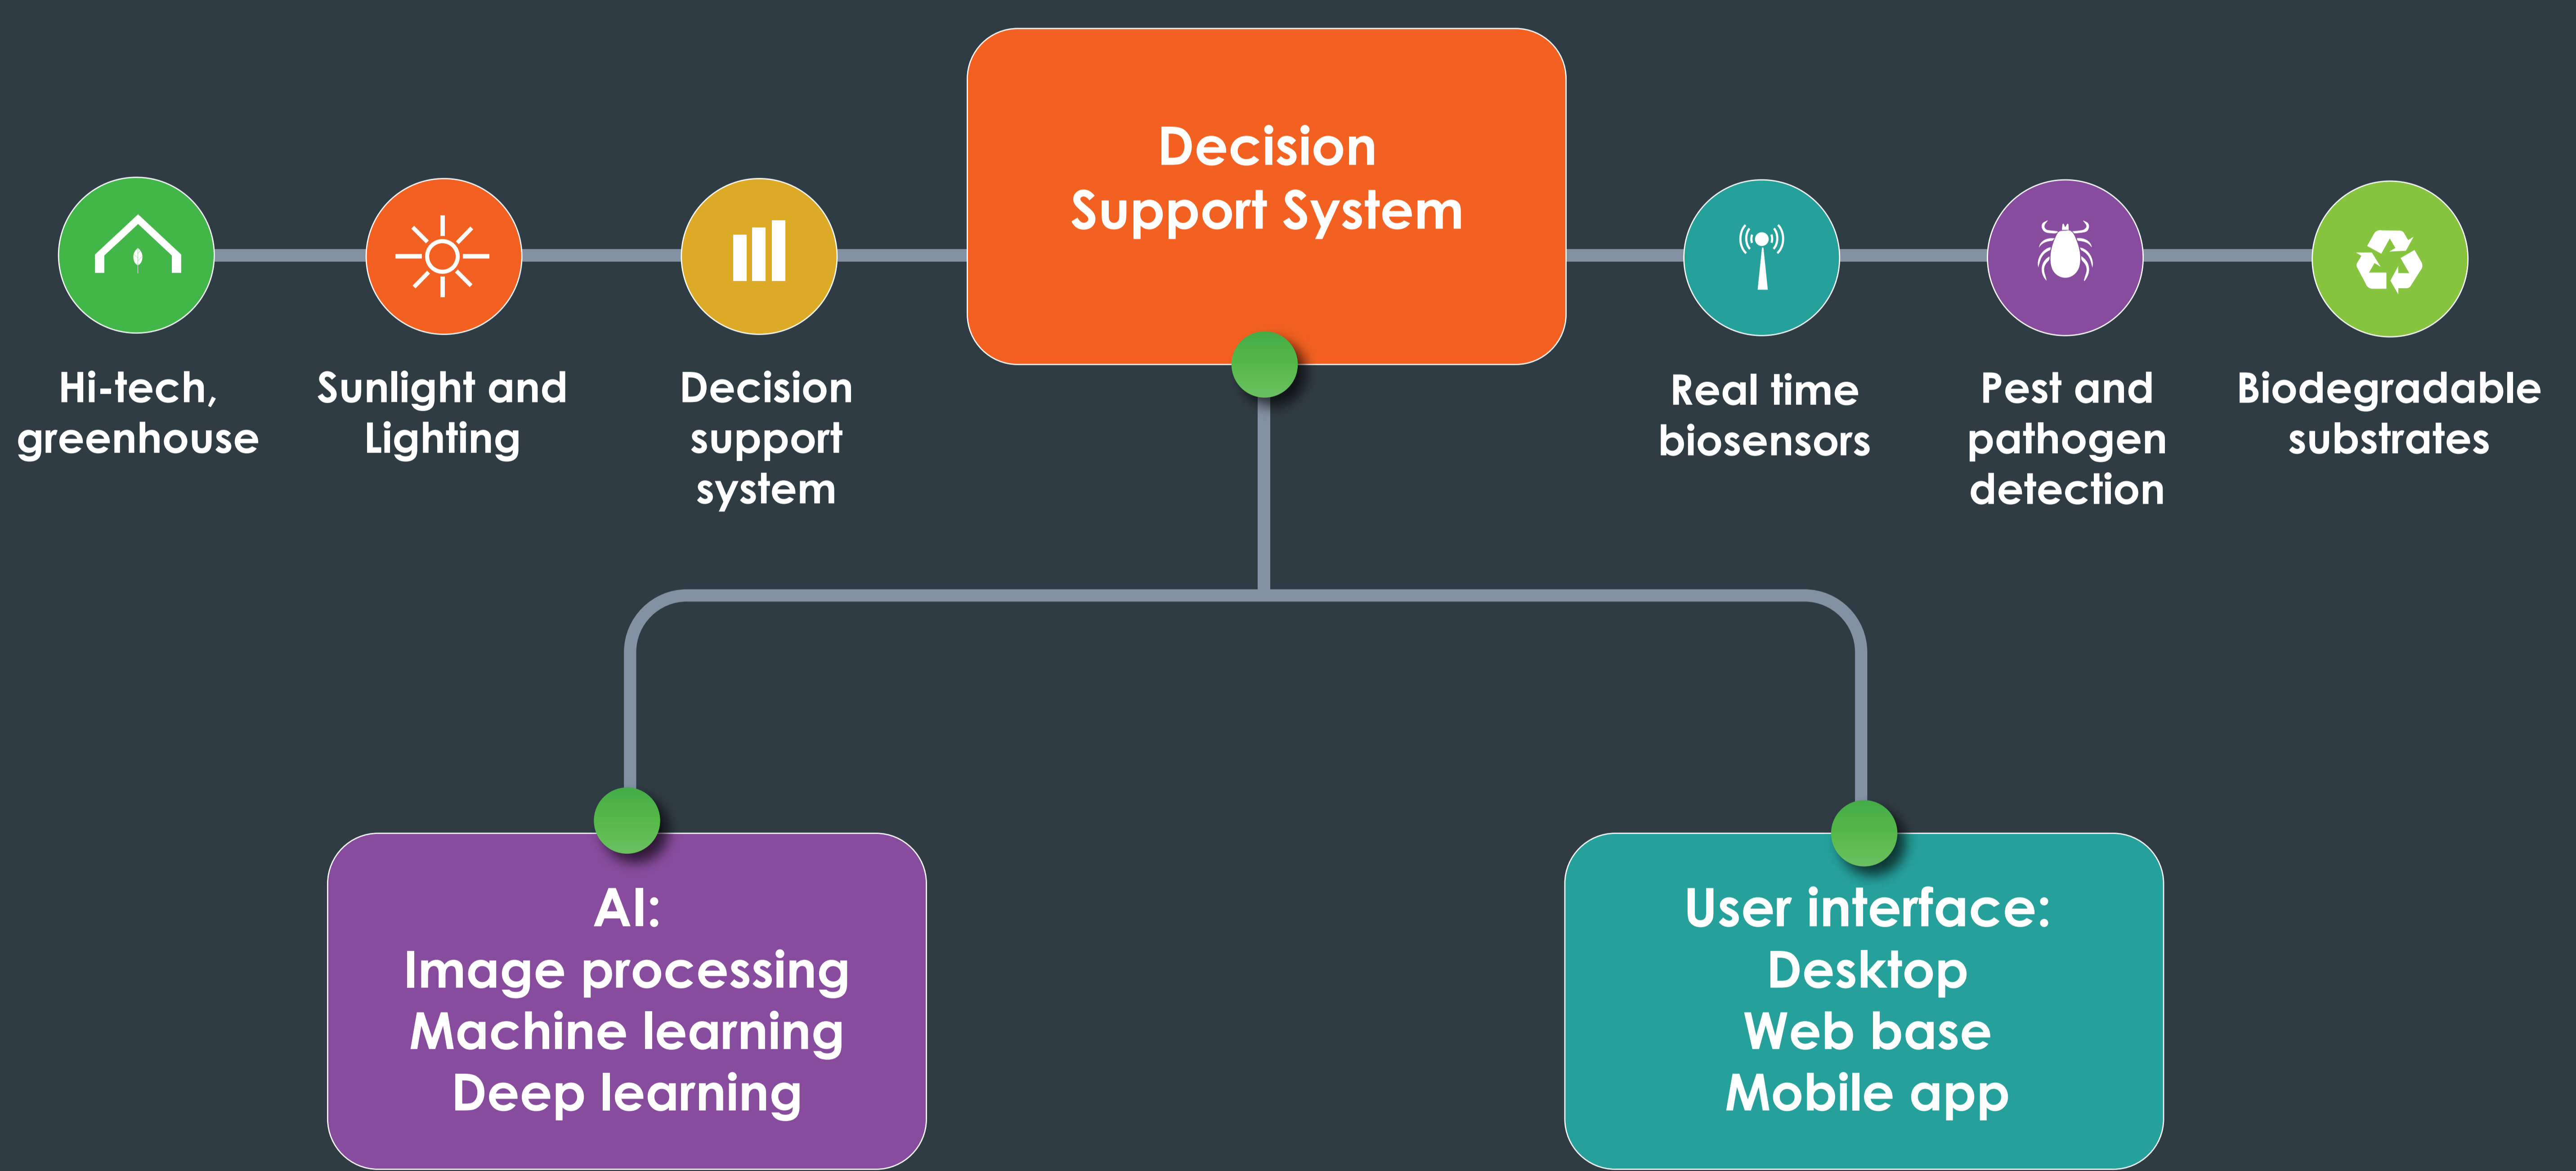 Decision
Support System
Hi-tech,
greenhouse
Sunlight and
Lighting
Decision
support
system
Real time
biosensors
Pest and
pathogen
detection
Biodegradable
substrates
AI:
Image processing
Machine learning
Deep learning
User interface:
Desktop
Web base
Mobile app